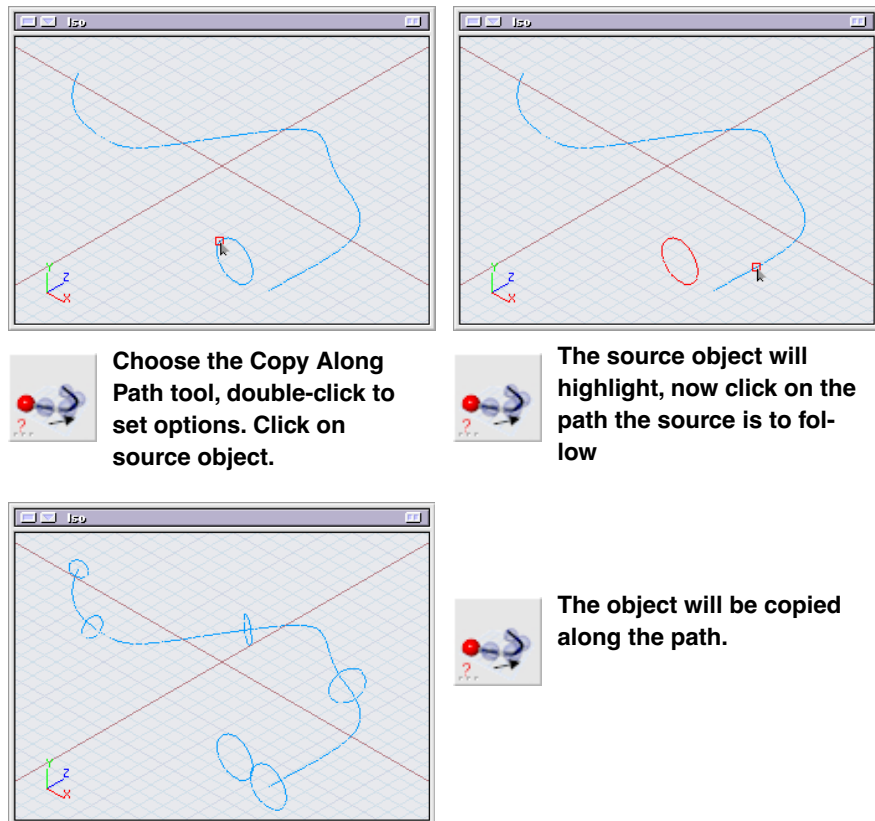 Iso
Iso
Y
Z
X
Y
Z
X
?
Choose the Copy Along
Path tool, double-click to
set options. Click on
source object.
?
The source object will
highlight, now click on the
path the source is to fol-
low
Iso
Y
Z
X
?
The object will be copied
along the path.